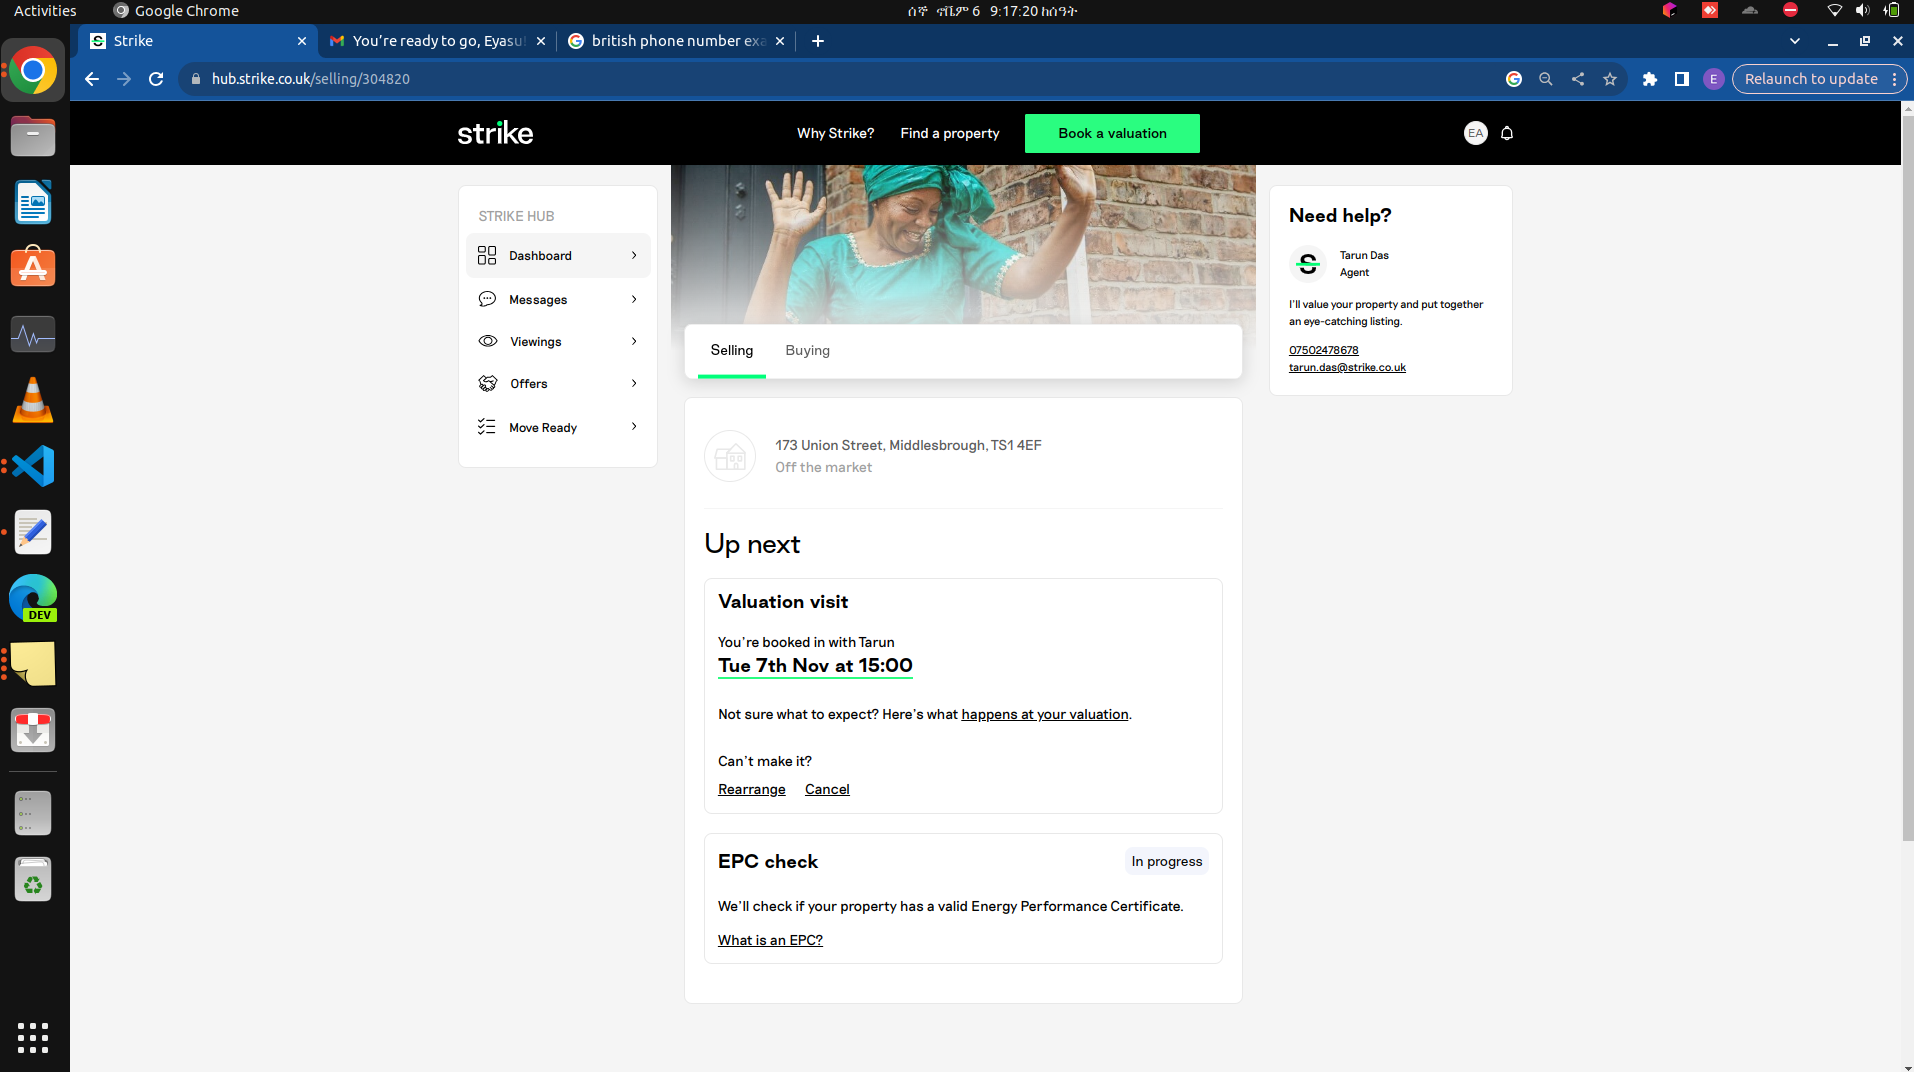 Activities
Google Chrome
ሰኞ ኖቬም 6 9:17:20 ከሰዓት
Strike
You’re ready to go, Eyasu!
british phone number exa
hub.strike.co.uk/selling/304820
E
Relaunch to update
strike
Why Strike?
Find a property
Book a valuation
EA
STRIKE HUB
Dashboard
Messages
Viewings
Offers
Move Ready
Selling
Buying
173 Union Street, Middlesbrough, TS1 4EF
Off the market
Up next
Valuation visit
You’re booked in with Tarun
Tue 7th Nov at 15:00
Not sure what to expect? Here’s what happens at your valuation.
Can’t make it?
Rearrange Cancel
EPC check
In progress
We’ll check if your property has a valid Energy Performance Certificate.
What is an EPC?
Need help?
Tarun Das
Agent
I’ll value your property and put together
an eye-catching listing.
07502478678
tarun.das@strike.co.uk
DEV